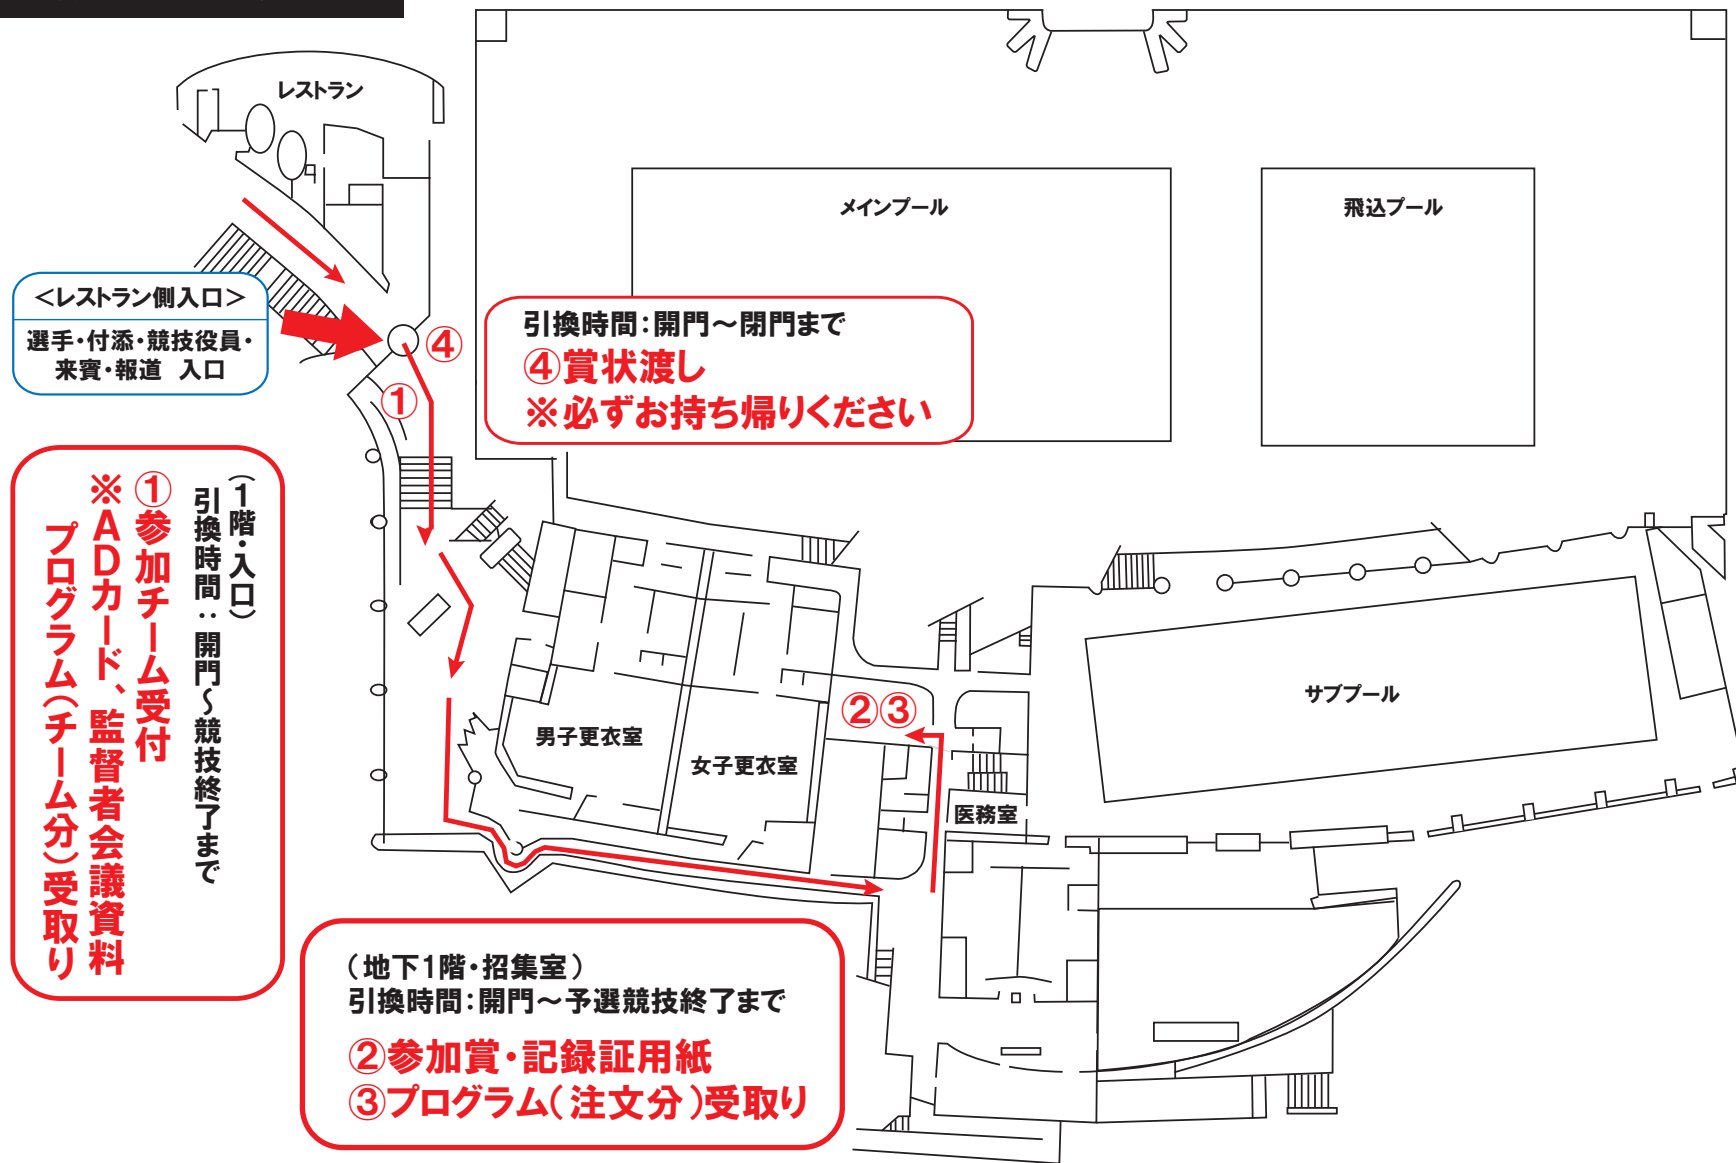 レストラン
メインプール
飛込プール
＜レストラン側入口＞
選手・付添・競技役員・
来賓・報道　入口
④
①
引換時間：開門～閉門まで
④賞状渡し
※必ずお持ち帰りください
（1階・入口）
引換時間：開門～競技終了まで
①参加チーム受付
※ADカード、監督者会議資料
プログラム（チーム分）受取り
男子更衣室
女子更衣室
②③
医務室
サブプール
（地下1階・招集室）
引換時間：開門～予選競技終了まで
②参加賞・記録証用紙
③プログラム（注文分）受取り